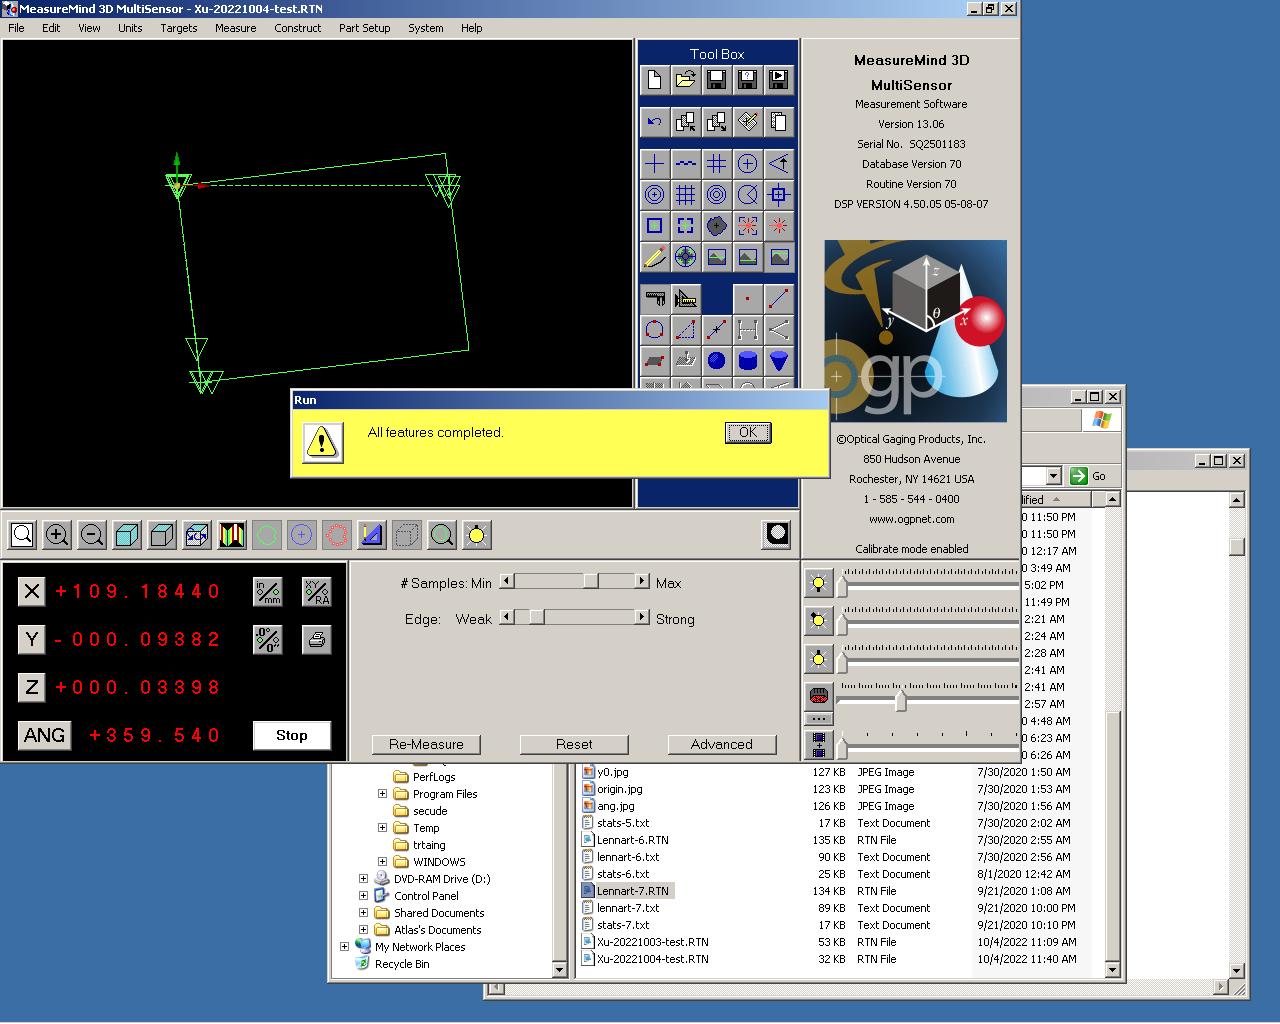 MeasureMind 3D MultiSensor - Xu-20221004-test.RTN
File Edit View Units Targets Measure Construct Part Setup System Help
Tool Box
MeasureMind 3D
MultiSensor
Measurement Software
Version 13.06
Serial No. SQ2501183
Database Version 70
Routine Version 70
DSP VERSION 4.50.05 05-08-07
z
y
θ
x
ogp
©Optical Gaging Products, Inc.
850 Hudson Avenue
Rochester, NY 14621 USA
1 - 585 - 544 - 0400
www.ogpnet.com
Calibrate mode enabled
Run
All features completed.
OK
X +109.18440
in/mm
XY/RA
Y -000.09382
.0°/0°
Z +000.03398
ANG +359.540
Stop
# Samples: Min Max
Edge: Weak Strong
Re-Measure Reset Advanced
Go
ified
0 11:50 PM
0 11:50 PM
0 12:17 AM
0 3:49 AM
5:02 PM
11:49 PM
2:21 AM
2:24 AM
2:28 AM
2:41 AM
2:41 AM
2:57 AM
0 4:48 AM
0 6:23 AM
0 6:26 AM
PerfLogs
Program Files
secude
Temp
trtaing
WINDOWS
DVD-RAM Drive (D:)
Control Panel
Shared Documents
Atlas's Documents
My Network Places
Recycle Bin
y0.jpg 127 KB JPEG Image 7/30/2020 1:50 AM
origin.jpg 123 KB JPEG Image 7/30/2020 1:53 AM
ang.jpg 126 KB JPEG Image 7/30/2020 1:56 AM
stats-5.txt 17 KB Text Document 7/30/2020 2:02 AM
Lennart-6.RTN 135 KB RTN File 7/30/2020 2:55 AM
lennart-6.txt 90 KB Text Document 7/30/2020 2:56 AM
stats-6.txt 25 KB Text Document 8/1/2020 12:42 AM
Lennart-7.RTN 134 KB RTN File 9/21/2020 1:08 AM
lennart-7.txt 89 KB Text Document 9/21/2020 10:00 PM
stats-7.txt 17 KB Text Document 9/21/2020 10:10 PM
Xu-20221003-test.RTN 53 KB RTN File 10/4/2022 11:09 AM
Xu-20221004-test.RTN 32 KB RTN File 10/4/2022 11:40 AM